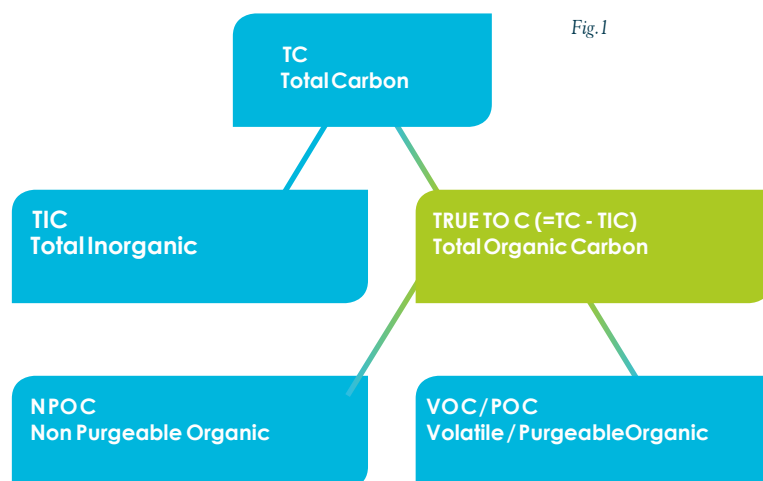 Fig.1
TC
Total Carbon
TIC
Total Inorganic
TRUE TO C (=TC - TIC)
Total Organic Carbon
NPOC
Non Purgeable Organic
VOC/POC
Volatile / PurgeableOrganic